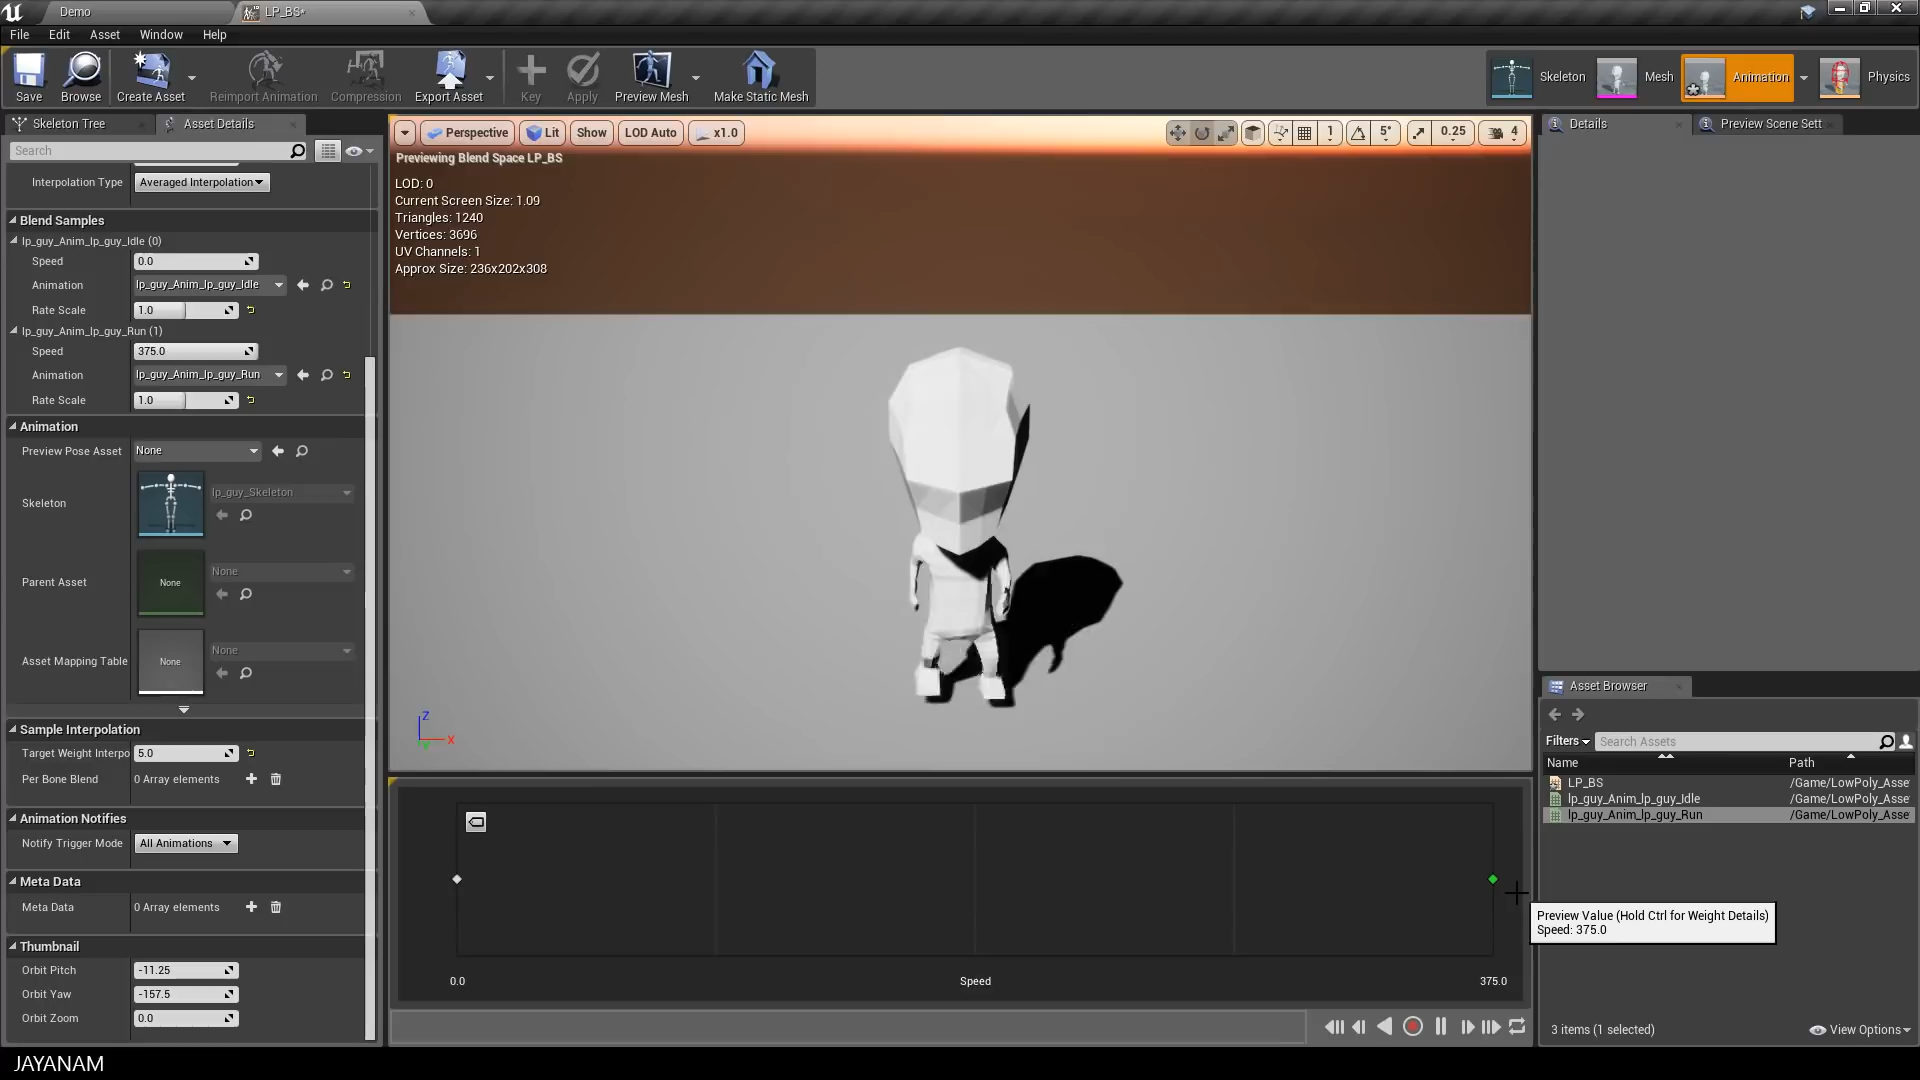 Demo
LP_BS*
File Edit Asset Window Help
Save
Browse
Create Asset
Reimport Animation
Compression
Export Asset
Key
Apply
Preview Mesh
Make Static Mesh
Skeleton
Mesh
Animation
Physics
Skeleton Tree
Asset Details
Search
Interpolation Type
Averaged Interpolation
Blend Samples
lp_guy_Anim_lp_guy_Idle (0)
Speed 0.0
Animation lp_guy_Anim_lp_guy_Idle
Rate Scale 1.0
lp_guy_Anim_lp_guy_Run (1)
Speed 375.0
Animation lp_guy_Anim_lp_guy_Run
Rate Scale 1.0
Animation
Preview Pose Asset None
Skeleton lp_guy_Skeleton
Parent Asset None None
Asset Mapping Table None None
Sample Interpolation
Target Weight Interpo 5.0
Per Bone Blend 0 Array elements
Animation Notifies
Notify Trigger Mode All Animations
Meta Data
Meta Data 0 Array elements
Thumbnail
Orbit Pitch -11.25
Orbit Yaw -157.5
Orbit Zoom 0.0
Perspective Lit Show LOD Auto x1.0
1 5° 0.25 4
Previewing Blend Space LP_BS
LOD: 0
Current Screen Size: 1.09
Triangles: 1240
Vertices: 3696
UV Channels: 1
Approx Size: 236x202x308
Z
X
Y
0.0 Speed 375.0
Preview Value (Hold Ctrl for Weight Details)
Speed: 375.0
Details
Preview Scene Sett
Asset Browser
Filters Search Assets
Name Path
LP_BS /Game/LowPoly_Asse
lp_guy_Anim_lp_guy_Idle /Game/LowPoly_Asse
lp_guy_Anim_lp_guy_Run /Game/LowPoly_Asse
3 items (1 selected) View Options
JAYANAM